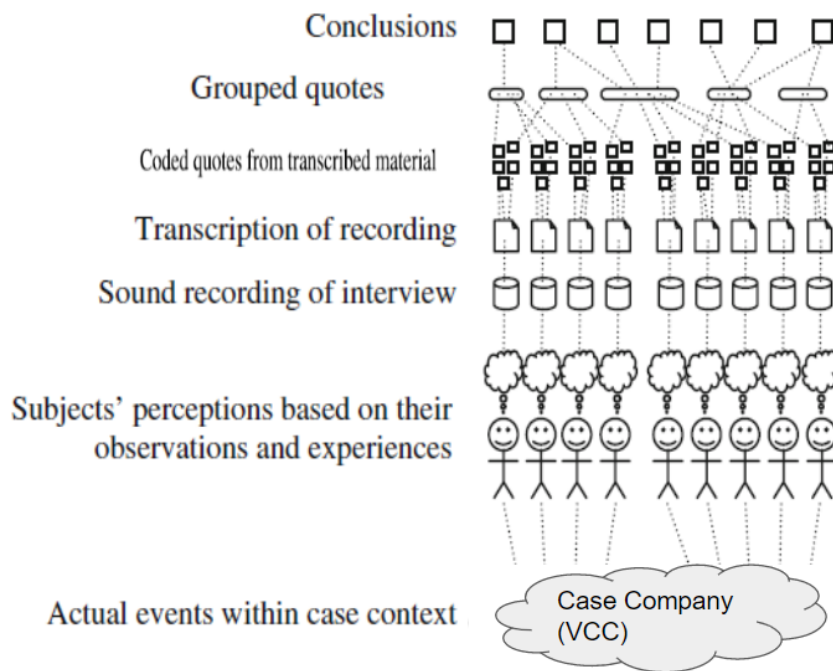 Conclusions
Grouped quotes
Coded quotes from transcribed material
Transcription of recording
Sound recording of interview
Subjects' perceptions based on their
observations and experiences
Actual events within case context
Case Company
(VCC)